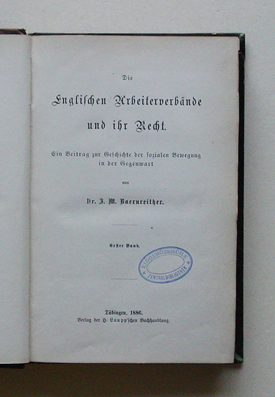 Die
Englischen Arbeiterverbände
und ihr Recht.
Ein Beitrag zur Geschichte der sozialen Bewegung
in der Gegenwart
von
Dr. J. M. Baernreither.
Erster Band.
Tübingen, 1886.
Verlag der H. Laupp'schen Buchhandlung.